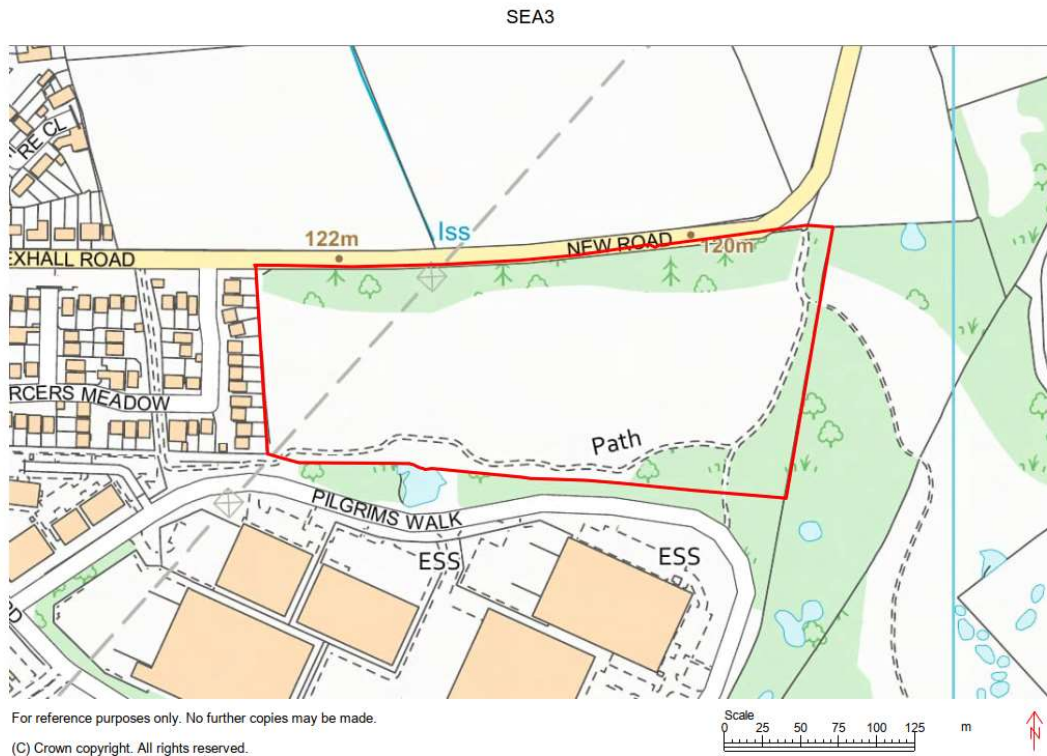 SEA3
RE CL
122m
Iss
NEW ROAD
120m
EXHALL ROAD
RCERS MEADOW
Path
PILGRIMS WALK
ESS
ESS
For reference purposes only. No further copies may be made.
(C) Crown copyright. All rights reserved.
Scale
0 25 50 75 100 125 m
N